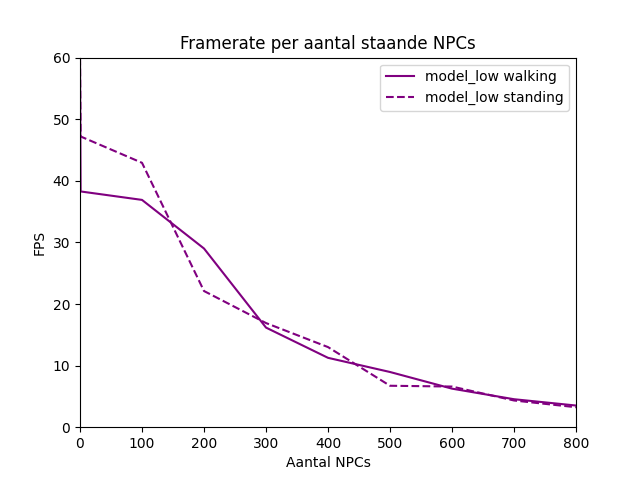 Framerate per aantal staande NPCs
model_low walking
model_low standing
FPS
60
50
40
30
20
10
0
0 100 200 300 400 500 600 700 800
Aantal NPCs